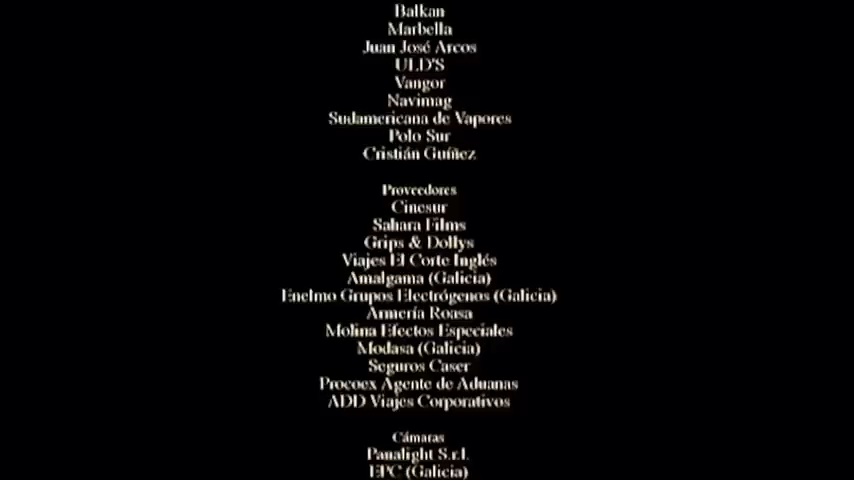 Balkan
Marbella
Juan José Arcos
ULD'S
Vangor
Navimag
Sudamericana de Vapores
Polo Sur
Cristián Guíñez
Proveedores
Cinesur
Sahara Films
Grips & Dollys
Viajes El Corte Inglés
Amalgama (Galicia)
Enelmo Grupos Electrógenos (Galicia)
Armería Roasa
Molina Efectos Especiales
Modasa (Galicia)
Seguros Caser
Procoex Agente de Aduanas
ADD Viajes Corporativos
Cámaras
Panalight S.r.l.
EPC (Galicia)